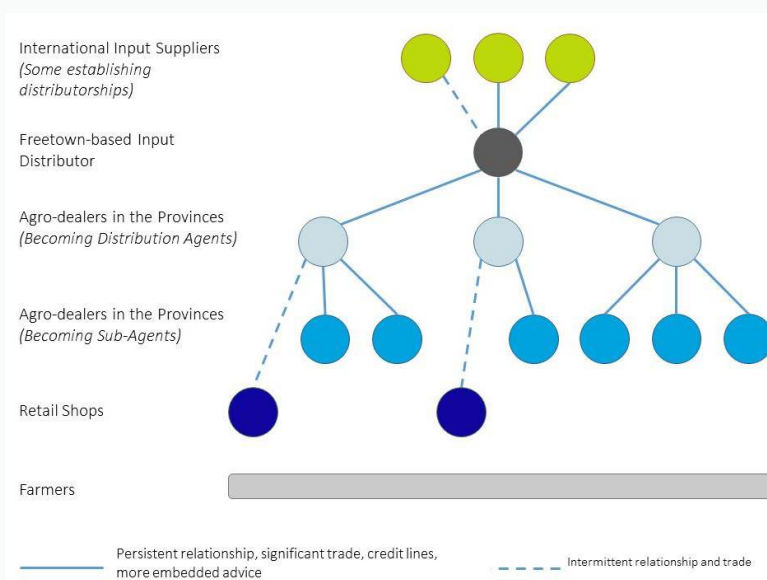 International Input Suppliers
(Some establishing
distributorships)
Freetown-based Input
Distributor
Agro-dealers in the Provinces
(Becoming Distribution Agents)
Agro-dealers in the Provinces
(Becoming Sub-Agents)
Retail Shops
Farmers
Persistent relationship, significant trade, credit lines,
more embedded advice
Intermittent relationship and trade